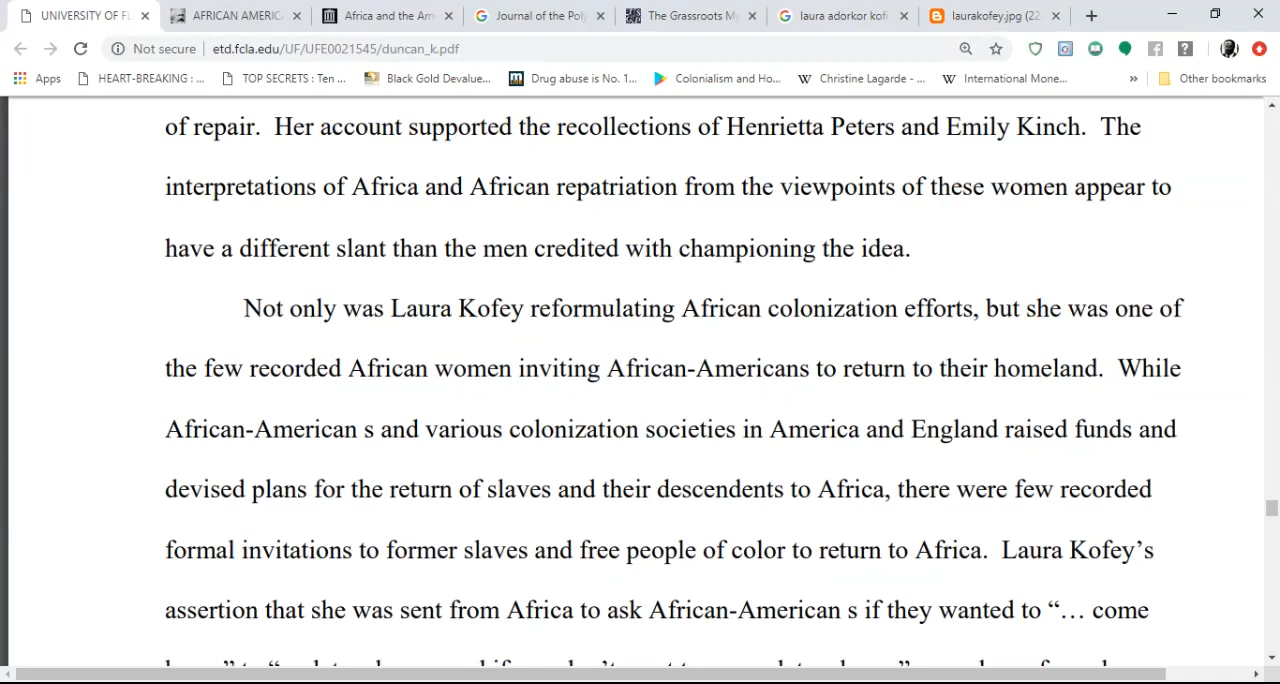 UNIVERSITY OF FL
AFRICAN AMERIC
Africa and the Am
Journal of the Pol
The Grassroots M
laura adorkor kofi
laurakofey.jpg (22
Not secure | etd.fcla.edu/UF/UFE0021545/duncan_k.pdf
Apps
HEART-BREAKING : ...
TOP SECRETS : Ten ...
Black Gold Devalue...
Drug abuse is No. 1...
Colonialism and Ho...
Christine Lagarde - ...
International Mone...
»
Other bookmarks
of repair. Her account supported the recollections of Henrietta Peters and Emily Kinch. The
interpretations of Africa and African repatriation from the viewpoints of these women appear to
have a different slant than the men credited with championing the idea.
Not only was Laura Kofey reformulating African colonization efforts, but she was one of
the few recorded African women inviting African-Americans to return to their homeland. While
African-American s and various colonization societies in America and England raised funds and
devised plans for the return of slaves and their descendents to Africa, there were few recorded
formal invitations to former slaves and free people of color to return to Africa. Laura Kofey’s
assertion that she was sent from Africa to ask African-American s if they wanted to “… come